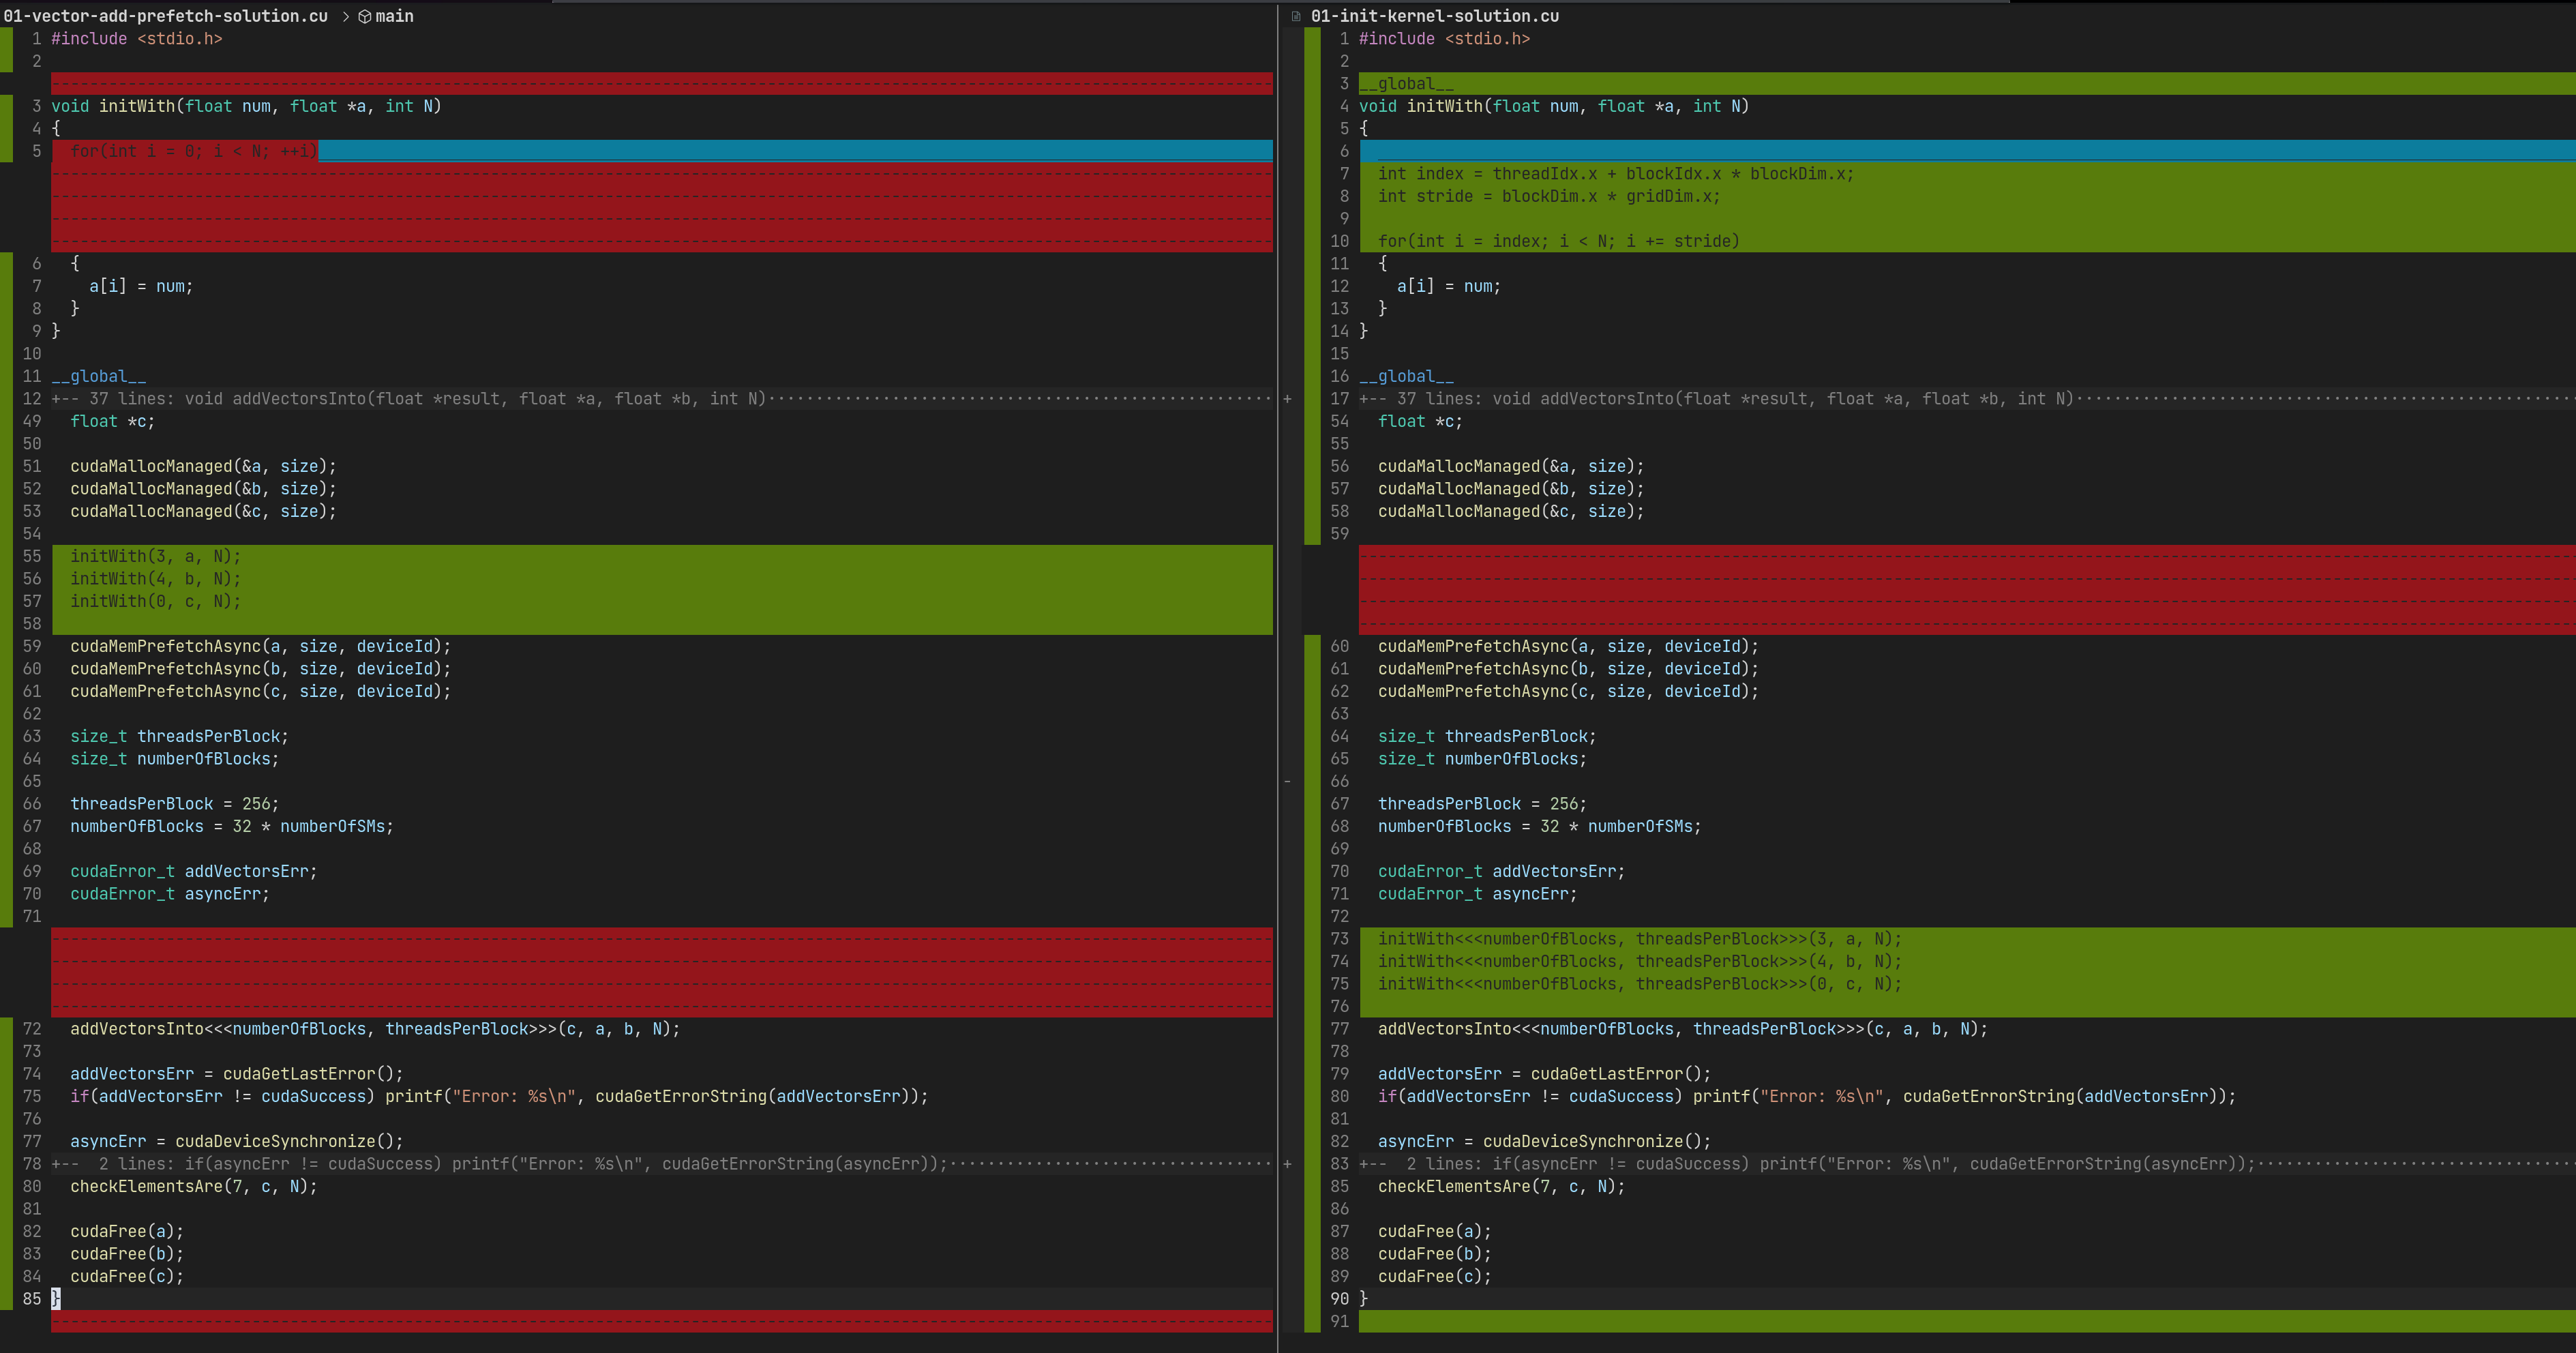 01-vector-add-prefetch-solution.cu > main
1 #include <stdio.h>
2
3 void initWith(float num, float *a, int N)
4 {
5   for(int i = 0; i < N; ++i)
6   {
7     a[i] = num;
8   }
9 }
10
11 __global__
12 +-- 37 lines: void addVectorsInto(float *result, float *a, float *b, int N)
49   float *c;
50
51   cudaMallocManaged(&a, size);
52   cudaMallocManaged(&b, size);
53   cudaMallocManaged(&c, size);
54
55   initWith(3, a, N);
56   initWith(4, b, N);
57   initWith(0, c, N);
58
59   cudaMemPrefetchAsync(a, size, deviceId);
60   cudaMemPrefetchAsync(b, size, deviceId);
61   cudaMemPrefetchAsync(c, size, deviceId);
62
63   size_t threadsPerBlock;
64   size_t numberOfBlocks;
65
66   threadsPerBlock = 256;
67   numberOfBlocks = 32 * numberOfSMs;
68
69   cudaError_t addVectorsErr;
70   cudaError_t asyncErr;
71
72   addVectorsInto<<<numberOfBlocks, threadsPerBlock>>>(c, a, b, N);
73
74   addVectorsErr = cudaGetLastError();
75   if(addVectorsErr != cudaSuccess) printf("Error: %s\n", cudaGetErrorString(addVectorsErr));
76
77   asyncErr = cudaDeviceSynchronize();
78 +--  2 lines: if(asyncErr != cudaSuccess) printf("Error: %s\n", cudaGetErrorString(asyncErr));
80   checkElementsAre(7, c, N);
81
82   cudaFree(a);
83   cudaFree(b);
84   cudaFree(c);
85 }
01-init-kernel-solution.cu
1 #include <stdio.h>
2
3 __global__
4 void initWith(float num, float *a, int N)
5 {
6
7   int index = threadIdx.x + blockIdx.x * blockDim.x;
8   int stride = blockDim.x * gridDim.x;
9
10   for(int i = index; i < N; i += stride)
11   {
12     a[i] = num;
13   }
14 }
15
16 __global__
+ 17 +-- 37 lines: void addVectorsInto(float *result, float *a, float *b, int N)
54   float *c;
55
56   cudaMallocManaged(&a, size);
57   cudaMallocManaged(&b, size);
58   cudaMallocManaged(&c, size);
59
60   cudaMemPrefetchAsync(a, size, deviceId);
61   cudaMemPrefetchAsync(b, size, deviceId);
62   cudaMemPrefetchAsync(c, size, deviceId);
63
64   size_t threadsPerBlock;
65   size_t numberOfBlocks;
- 66
67   threadsPerBlock = 256;
68   numberOfBlocks = 32 * numberOfSMs;
69
70   cudaError_t addVectorsErr;
71   cudaError_t asyncErr;
72
73   initWith<<<numberOfBlocks, threadsPerBlock>>>(3, a, N);
74   initWith<<<numberOfBlocks, threadsPerBlock>>>(4, b, N);
75   initWith<<<numberOfBlocks, threadsPerBlock>>>(0, c, N);
76
77   addVectorsInto<<<numberOfBlocks, threadsPerBlock>>>(c, a, b, N);
78
79   addVectorsErr = cudaGetLastError();
80   if(addVectorsErr != cudaSuccess) printf("Error: %s\n", cudaGetErrorString(addVectorsErr));
81
82   asyncErr = cudaDeviceSynchronize();
+ 83 +--  2 lines: if(asyncErr != cudaSuccess) printf("Error: %s\n", cudaGetErrorString(asyncErr));
85   checkElementsAre(7, c, N);
86
87   cudaFree(a);
88   cudaFree(b);
89   cudaFree(c);
90 }
91